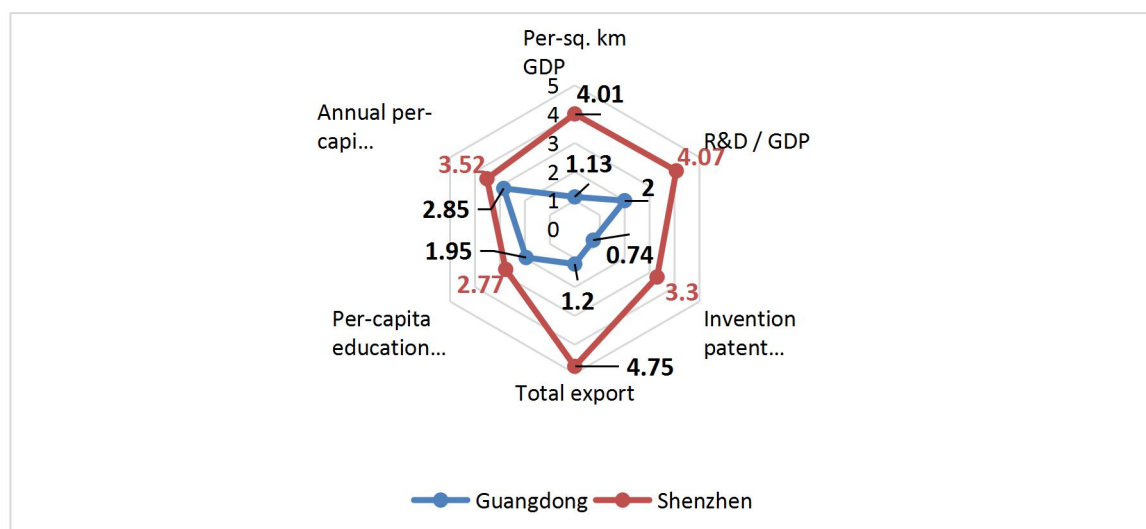 Per-sq. km
GDP
5
4.01
4
Annual per-
capi...
3
R&D / GDP
3.52
4.07
2
1.13
2
1
2.85
0
1.95
0.74
2.77
3.3
1.2
Per-capita
education...
Invention
patent...
4.75
Total export
Guangdong
Shenzhen